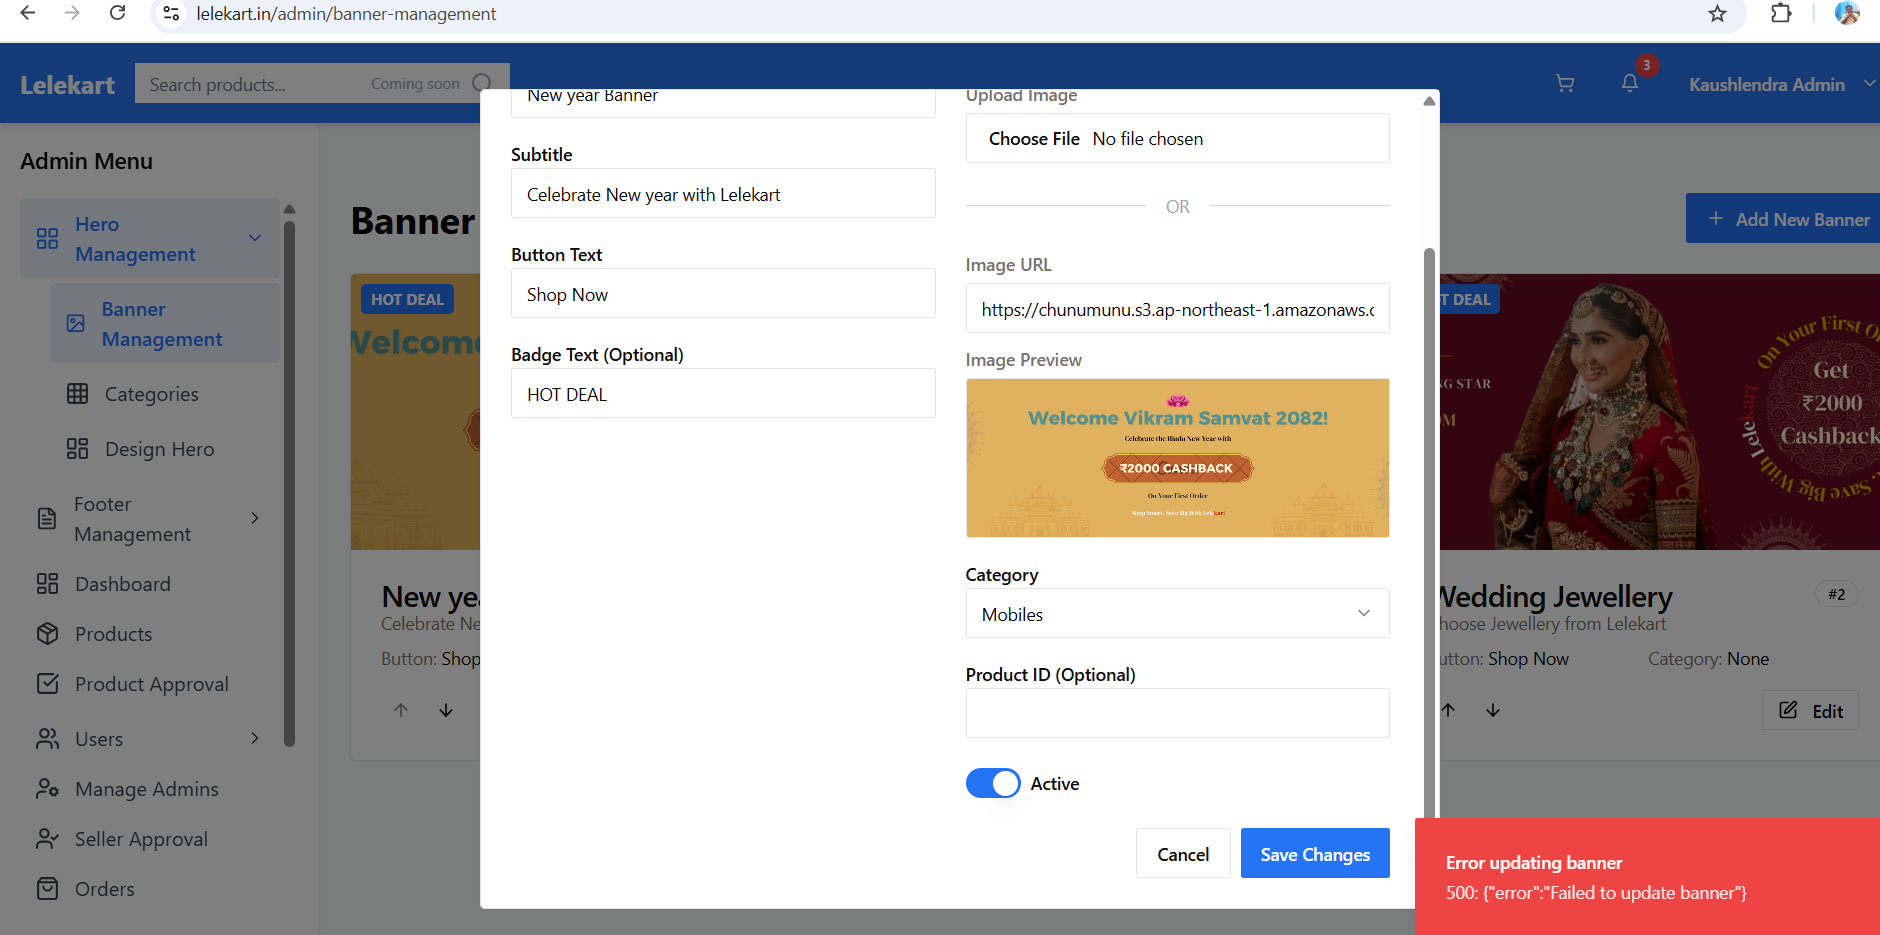 lelekart.in/admin/banner-management
Lelekart
Search products...
Coming soon
3
Kaushlendra Admin
Admin Menu
Hero
Management
Banner
Management
Categories
Design Hero
Footer
Management
Dashboard
Products
Product Approval
Users
Manage Admins
Seller Approval
Orders
Banner
Add New Banner
HOT DEAL
Welcome
New ye
Celebrate Ne
Button: Shop
New year Banner
Subtitle
Celebrate New year with Lelekart
Button Text
Shop Now
Badge Text (Optional)
HOT DEAL
Upload Image
Choose File No file chosen
OR
Image URL
https://chunumunu.s3.ap-northeast-1.amazonaws.c
Image Preview
Welcome Vikram Samvat 2082!
Celebrate the Hindu New Year with
₹2000 CASHBACK
On Your First Order
Shop Smart, Save Big With Lelekart
Category
Mobiles
Product ID (Optional)
Active
Cancel
Save Changes
T DEAL
NG STAR
OM
On Your First O
Get
₹2000
Cashback
Save Big With Lelekart
Wedding Jewellery
#2
hoose Jewellery from Lelekart
utton: Shop Now
Category: None
Edit
Error updating banner
500: {"error":"Failed to update banner"}